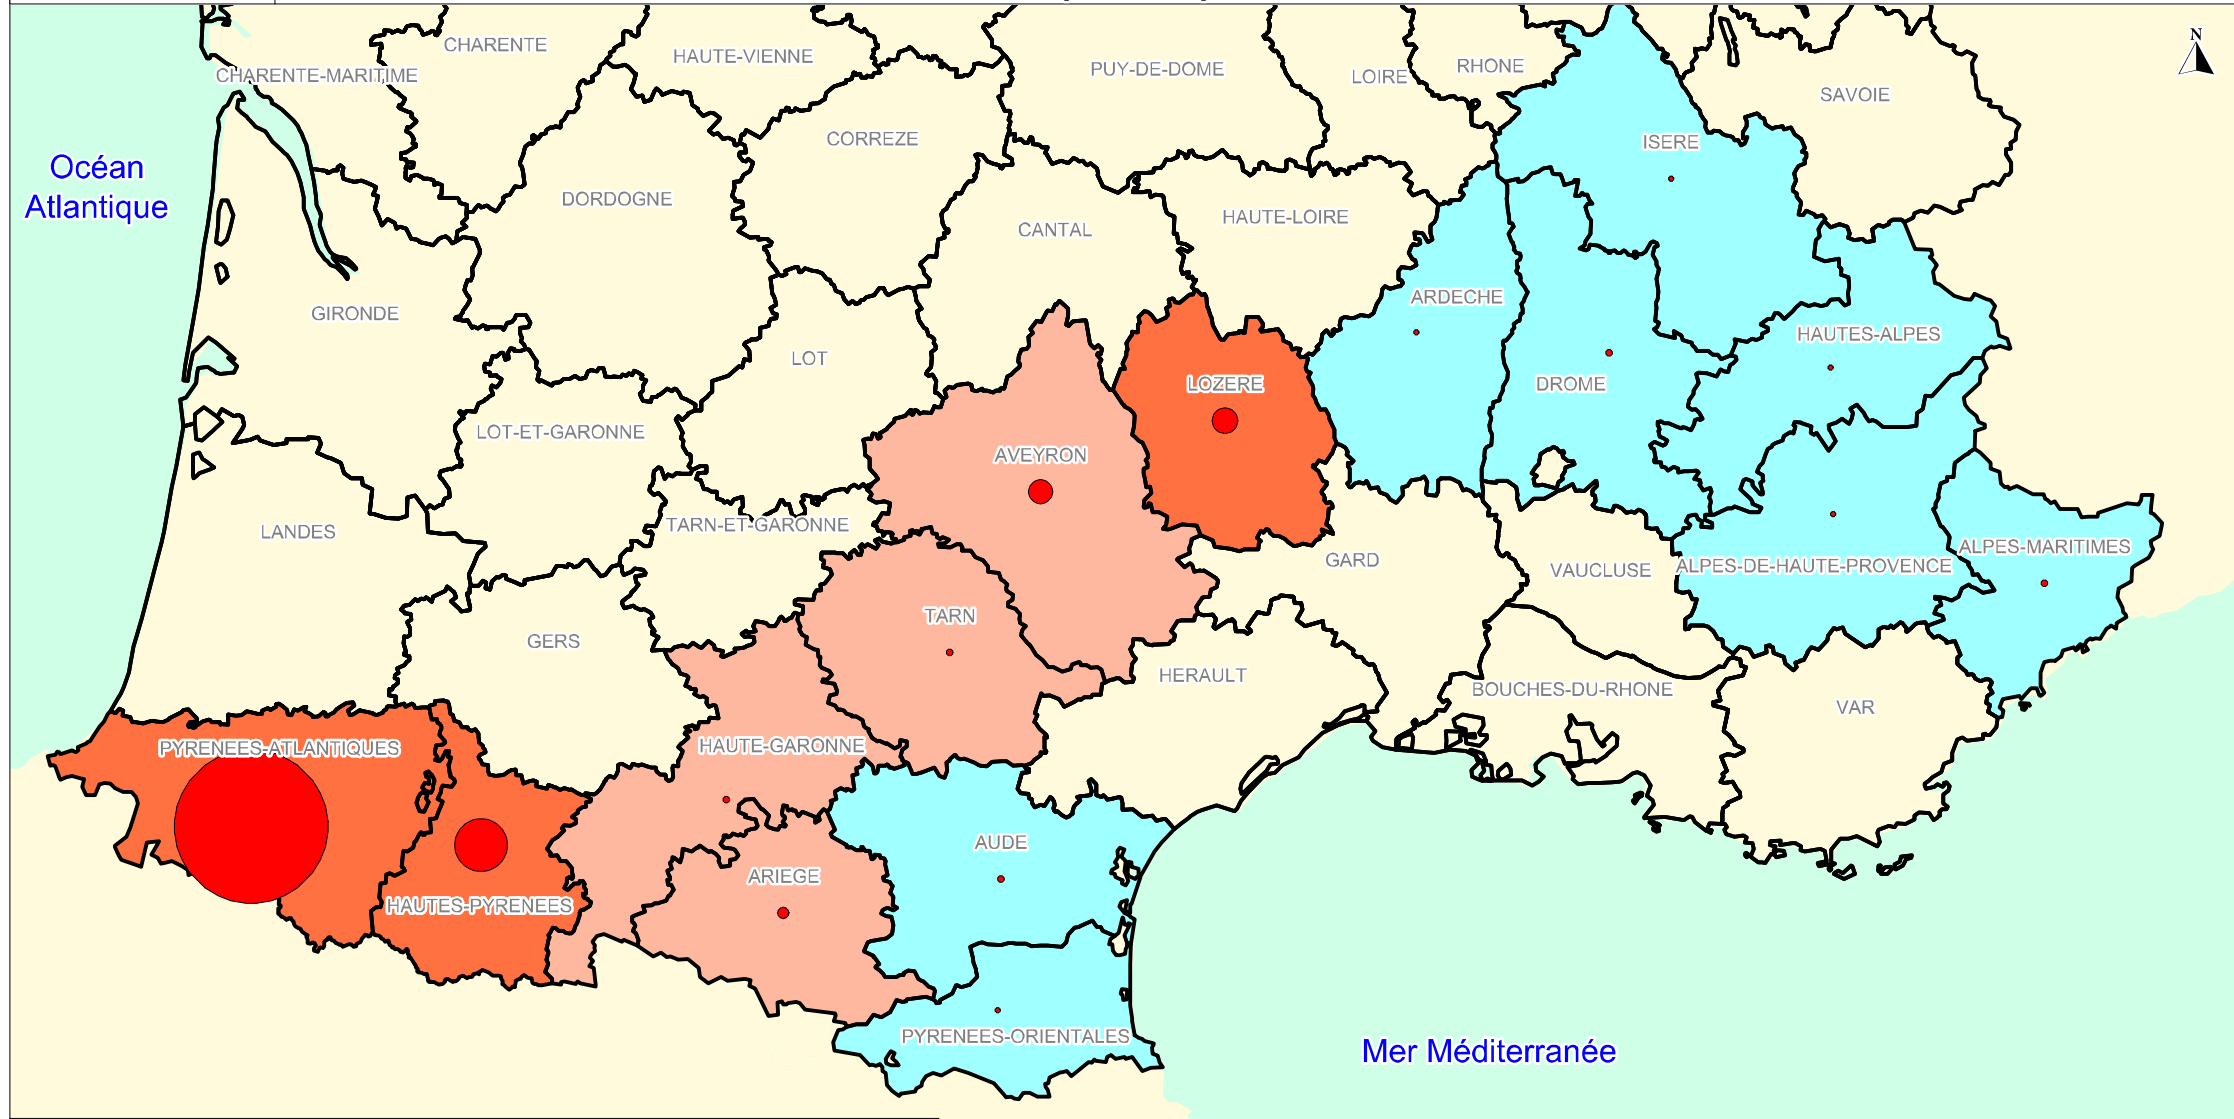 N
CHARENTE
HAUTE-VIENNE
PUY-DE-DOME
LOIRE
RHONE
CHARENTE-MARITIME
SAVOIE
Océan
Atlantique
CORREZE
ISERE
DORDOGNE
CANTAL
HAUTE-LOIRE
GIRONDE
LOT
ARDECHE
HAUTES-ALPES
LOZERE
DROME
LOT-ET-GARONNE
AVEYRON
LANDES
TARN-ET-GARONNE
GARD
VAUCLUSE
ALPES-DE-HAUTE-PROVENCE
ALPES-MARITIMES
GERS
TARN
HERAULT
BOUCHES-DU-RHONE
VAR
PYRENEES-ATLANTIQUES
HAUTE-GARONNE
AUDE
ARIEGE
HAUTES-PYRENEES
PYRENEES-ORIENTALES
Mer Méditerranée